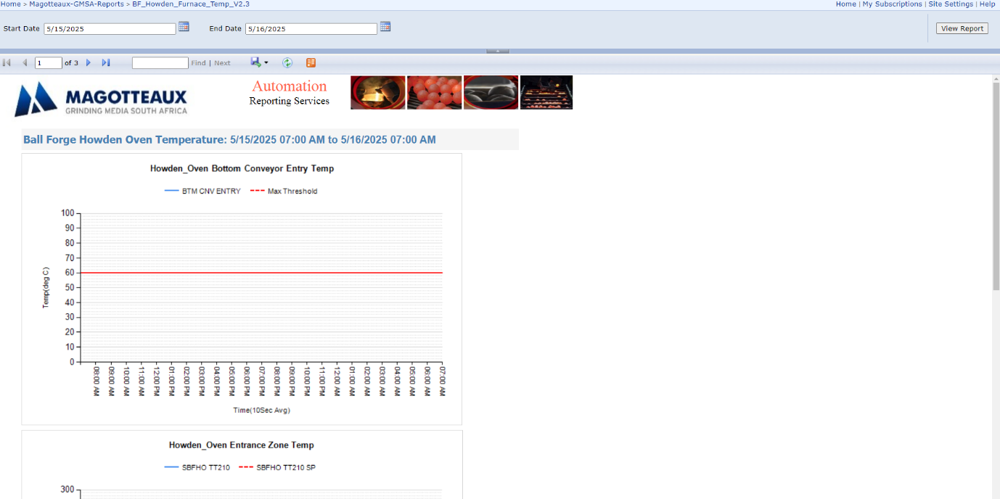 Home > Magotteaux-GMSA-Reports > BF_Howden_Furnace_Temp_V2.3
Home | My Subscriptions | Site Settings | Help
Start Date 5/15/2025 End Date 5/16/2025 View Report
1 of 3 Find | Next
MAGOTTEAUX
GRINDING MEDIA SOUTH AFRICA
Automation
Reporting Services
Ball Forge Howden Oven Temperature: 5/15/2025 07:00 AM to 5/16/2025 07:00 AM
Howden_Oven Bottom Conveyor Entry Temp
BTM CNV ENTRY Max Threshold
100
90
80
70
60
50
40
30
20
10
0
Temp(deg C)
08:00 AM
09:00 AM
10:00 AM
11:00 AM
12:00 PM
01:00 PM
02:00 PM
03:00 PM
04:00 PM
05:00 PM
06:00 PM
07:00 PM
08:00 PM
09:00 PM
10:00 PM
11:00 PM
12:00 AM
01:00 AM
02:00 AM
03:00 AM
04:00 AM
05:00 AM
06:00 AM
07:00 AM
Time(10Sec Avg)
Howden_Oven Entrance Zone Temp
SBFHO TT210 SBFHO TT210 SP
300